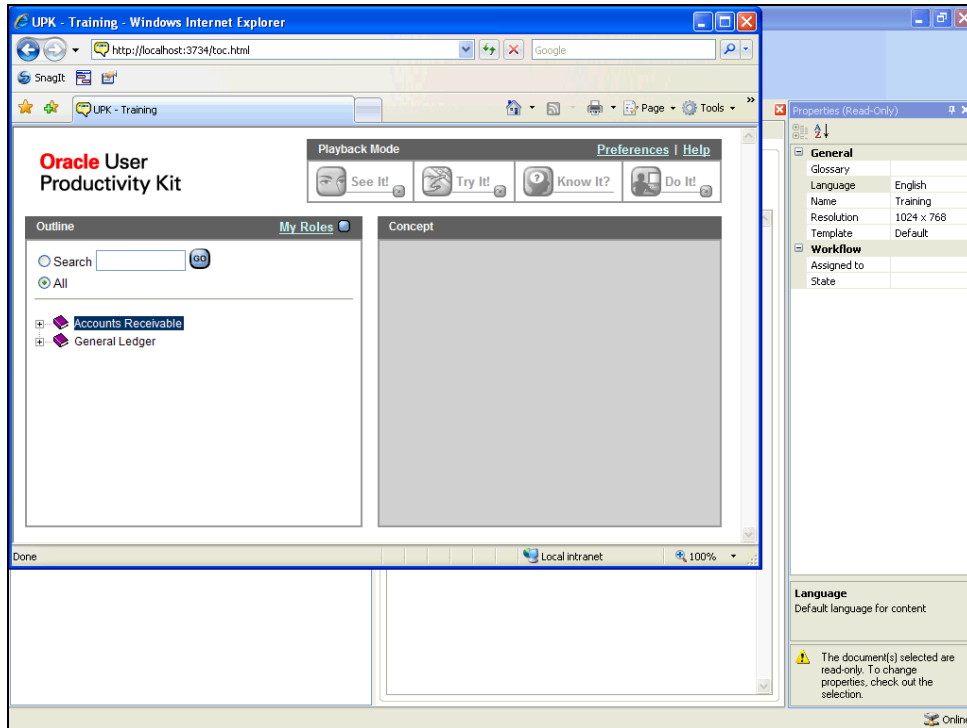 UPK - Training - Windows Internet Explorer
http://localhost:3734/toc.html
Google
SnagIt
UPK - Training
Page
Tools
»
Oracle User
Productivity Kit
Playback Mode
Preferences | Help
See It!
Try It!
Know It?
Do It!
Outline
My Roles
Search
GO
All
Accounts Receivable
General Ledger
Concept
Done
Local intranet
100%
Properties (Read-Only)
General
Glossary
Language English
Name Training
Resolution 1024 x 768
Template Default
Workflow
Assigned to
State
Language
Default language for content
The document(s) selected are
read-only. To change
properties, check out the
selection.
Online